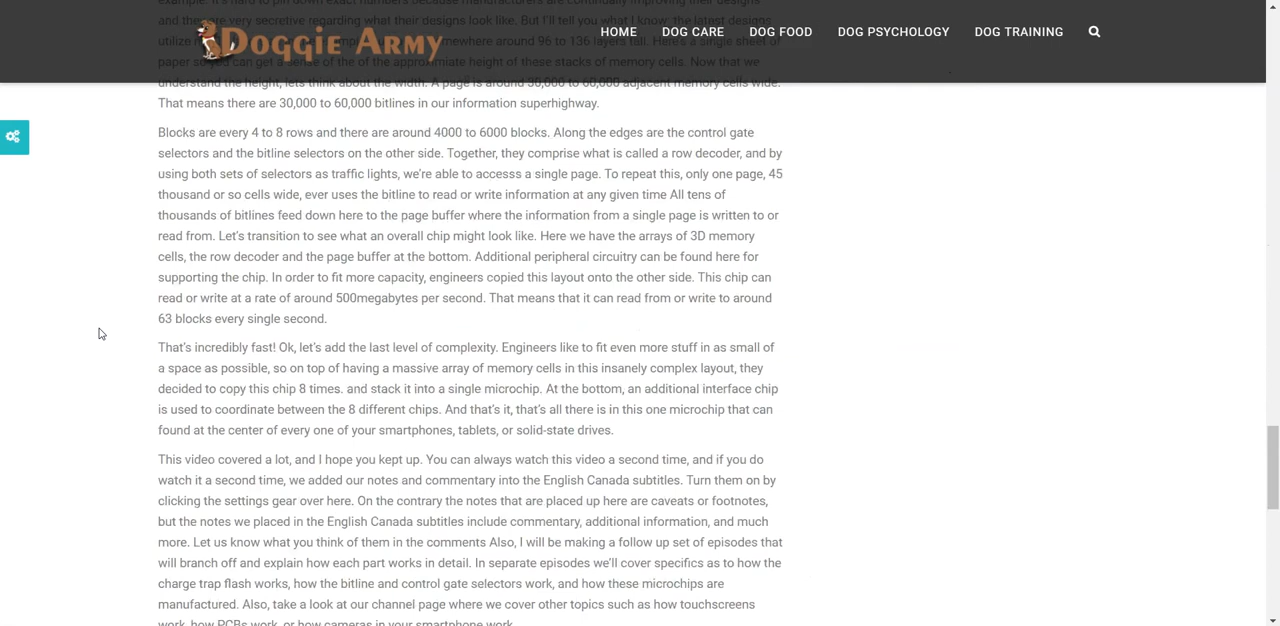 example. It's hard to pin down exact numbers because manufacturers are continually improving their designs
and they are very secretive regarding what their designs look like. But I'll tell you what I know: the latest designs
utilize somewhere around 96 to 136 layers tall. Here's a single sheet of
Doggie Army
HOME
DOG CARE
DOG FOOD
DOG PSYCHOLOGY
DOG TRAINING
paper so you can get a sense of the of the approximiate height of these stacks of memory cells. Now that we
understand the height, lets think about the width. A page is around 30,000 to 60,000 adjacent memory cells wide.
That means there are 30,000 to 60,000 bitlines in our information superhighway.
Blocks are every 4 to 8 rows and there are around 4000 to 6000 blocks. Along the edges are the control gate
selectors and the bitline selectors on the other side. Together, they comprise what is called a row decoder, and by
using both sets of selectors as traffic lights, we're able to accesss a single page. To repeat this, only one page, 45
thousand or so cells wide, ever uses the bitline to read or write information at any given time All tens of
thousands of bitlines feed down here to the page buffer where the information from a single page is written to or
read from. Let's transition to see what an overall chip might look like. Here we have the arrays of 3D memory
cells, the row decoder and the page buffer at the bottom. Additional peripheral circuitry can be found here for
supporting the chip. In order to fit more capacity, engineers copied this layout onto the other side. This chip can
read or write at a rate of around 500megabytes per second. That means that it can read from or write to around
63 blocks every single second.
That's incredibly fast! Ok, let's add the last level of complexity. Engineers like to fit even more stuff in as small of
a space as possible, so on top of having a massive array of memory cells in this insanely complex layout, they
decided to copy this chip 8 times. and stack it into a single microchip. At the bottom, an additional interface chip
is used to coordinate between the 8 different chips. And that's it, that's all there is in this one microchip that can
found at the center of every one of your smartphones, tablets, or solid-state drives.
This video covered a lot, and I hope you kept up. You can always watch this video a second time, and if you do
watch it a second time, we added our notes and commentary into the English Canada subtitles. Turn them on by
clicking the settings gear over here. On the contrary the notes that are placed up here are caveats or footnotes,
but the notes we placed in the English Canada subtitles include commentary, additional information, and much
more. Let us know what you think of them in the comments Also, I will be making a follow up set of episodes that
will branch off and explain how each part works in detail. In separate episodes we'll cover specifics as to how the
charge trap flash works, how the bitline and control gate selectors work, and how these microchips are
manufactured. Also, take a look at our channel page where we cover other topics such as how touchscreens
work, how PCBs work, or how cameras in your smartphone work.